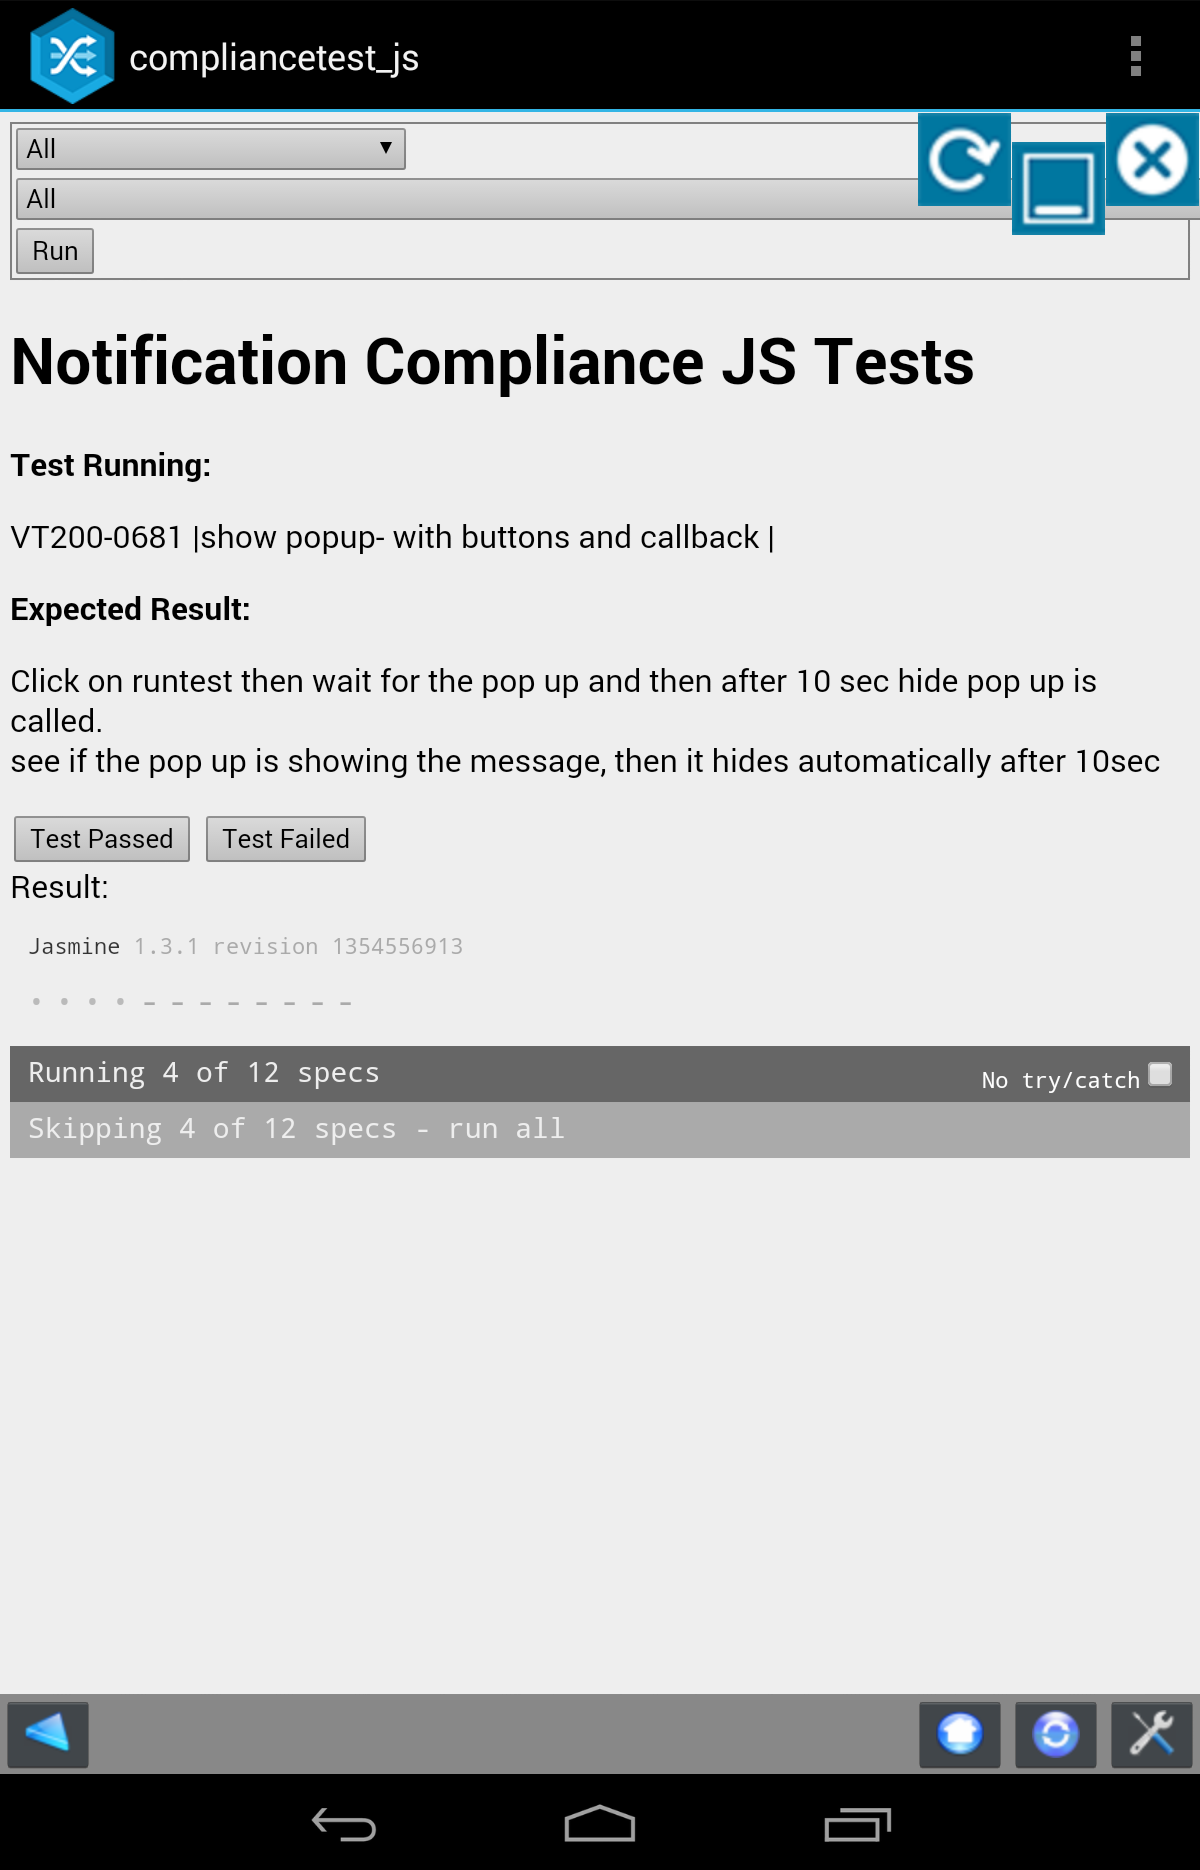 compliancetest_js
All
All
Run
Notification Compliance JS Tests
Test Running:
VT200-0681 |show popup- with buttons and callback |
Expected Result:
Click on runtest then wait for the pop up and then after 10 sec hide pop up is
called.
see if the pop up is showing the message, then it hides automatically after 10sec
Test Passed Test Failed
Result:
Jasmine 1.3.1 revision 1354556913
Running 4 of 12 specs No try/catch
Skipping 4 of 12 specs - run all